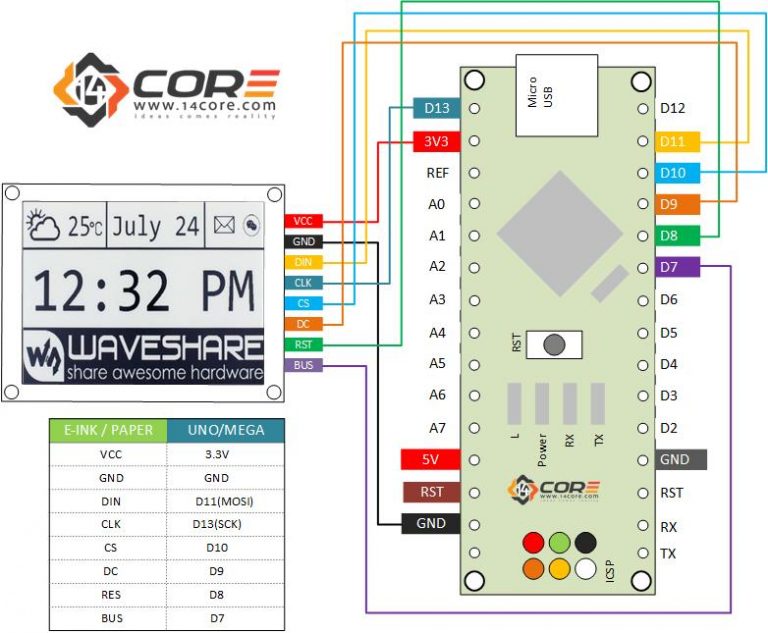 14 CORE
www.14core.com
ideas comes reality
25°C July 24
12:32 PM
WAVESHARE
share awesome hardware
VCC
GND
DIN
CLK
CS
DC
RST
BUS
E-INK / PAPER UNO/MEGA
VCC 3.3V
GND GND
DIN D11(MOSI)
CLK D13(SCK)
CS D10
DC D9
RES D8
BUS D7
Micro
USB
D13
3V3
REF
A0
A1
A2
A3
A4
A5
A6
A7
5V
RST
GND
D12
D11
D10
D9
D8
D7
D6
D5
D4
D3
D2
GND
RST
RX
TX
RST
L
Power
RX
TX
14 CORE
www.14core.com
ICSP